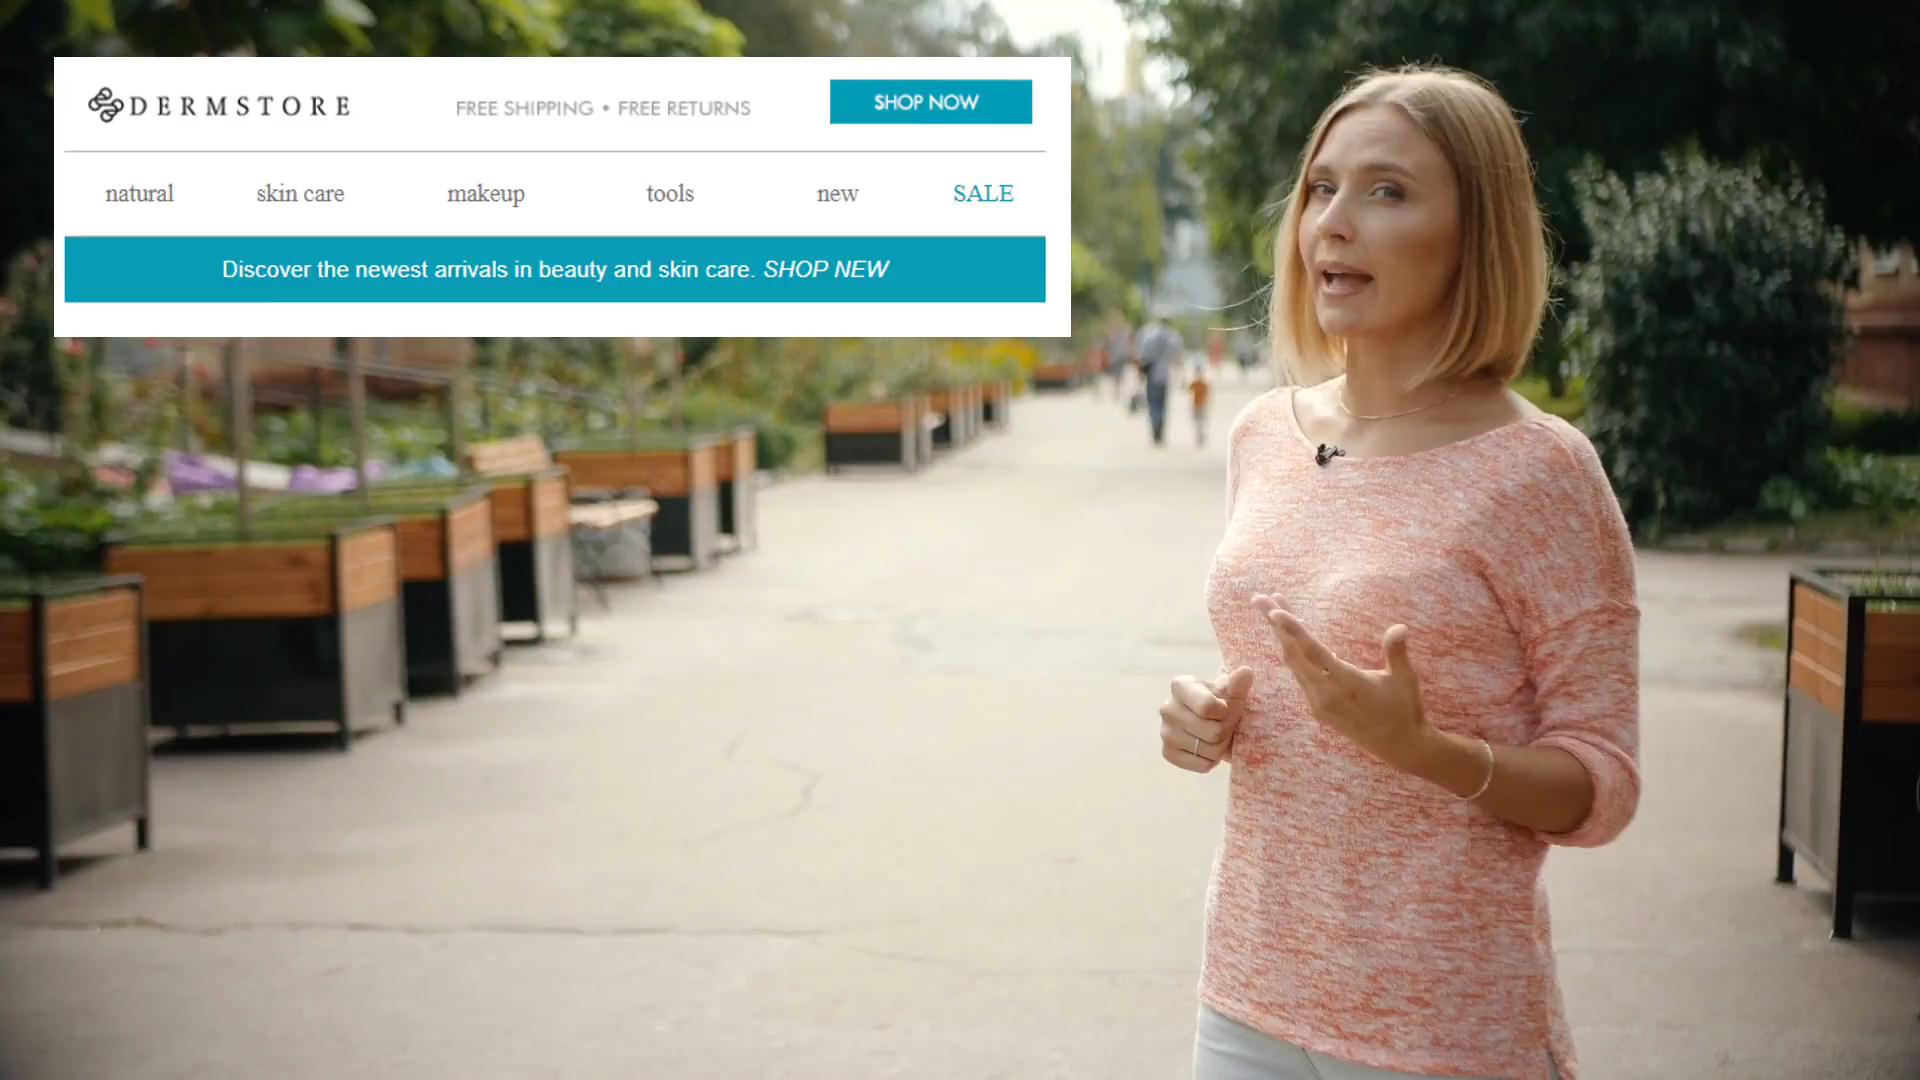 DERMSTORE FREE SHIPPING • FREE RETURNS SHOP NOW
natural skin care makeup tools new SALE
Discover the newest arrivals in beauty and skin care. SHOP NEW